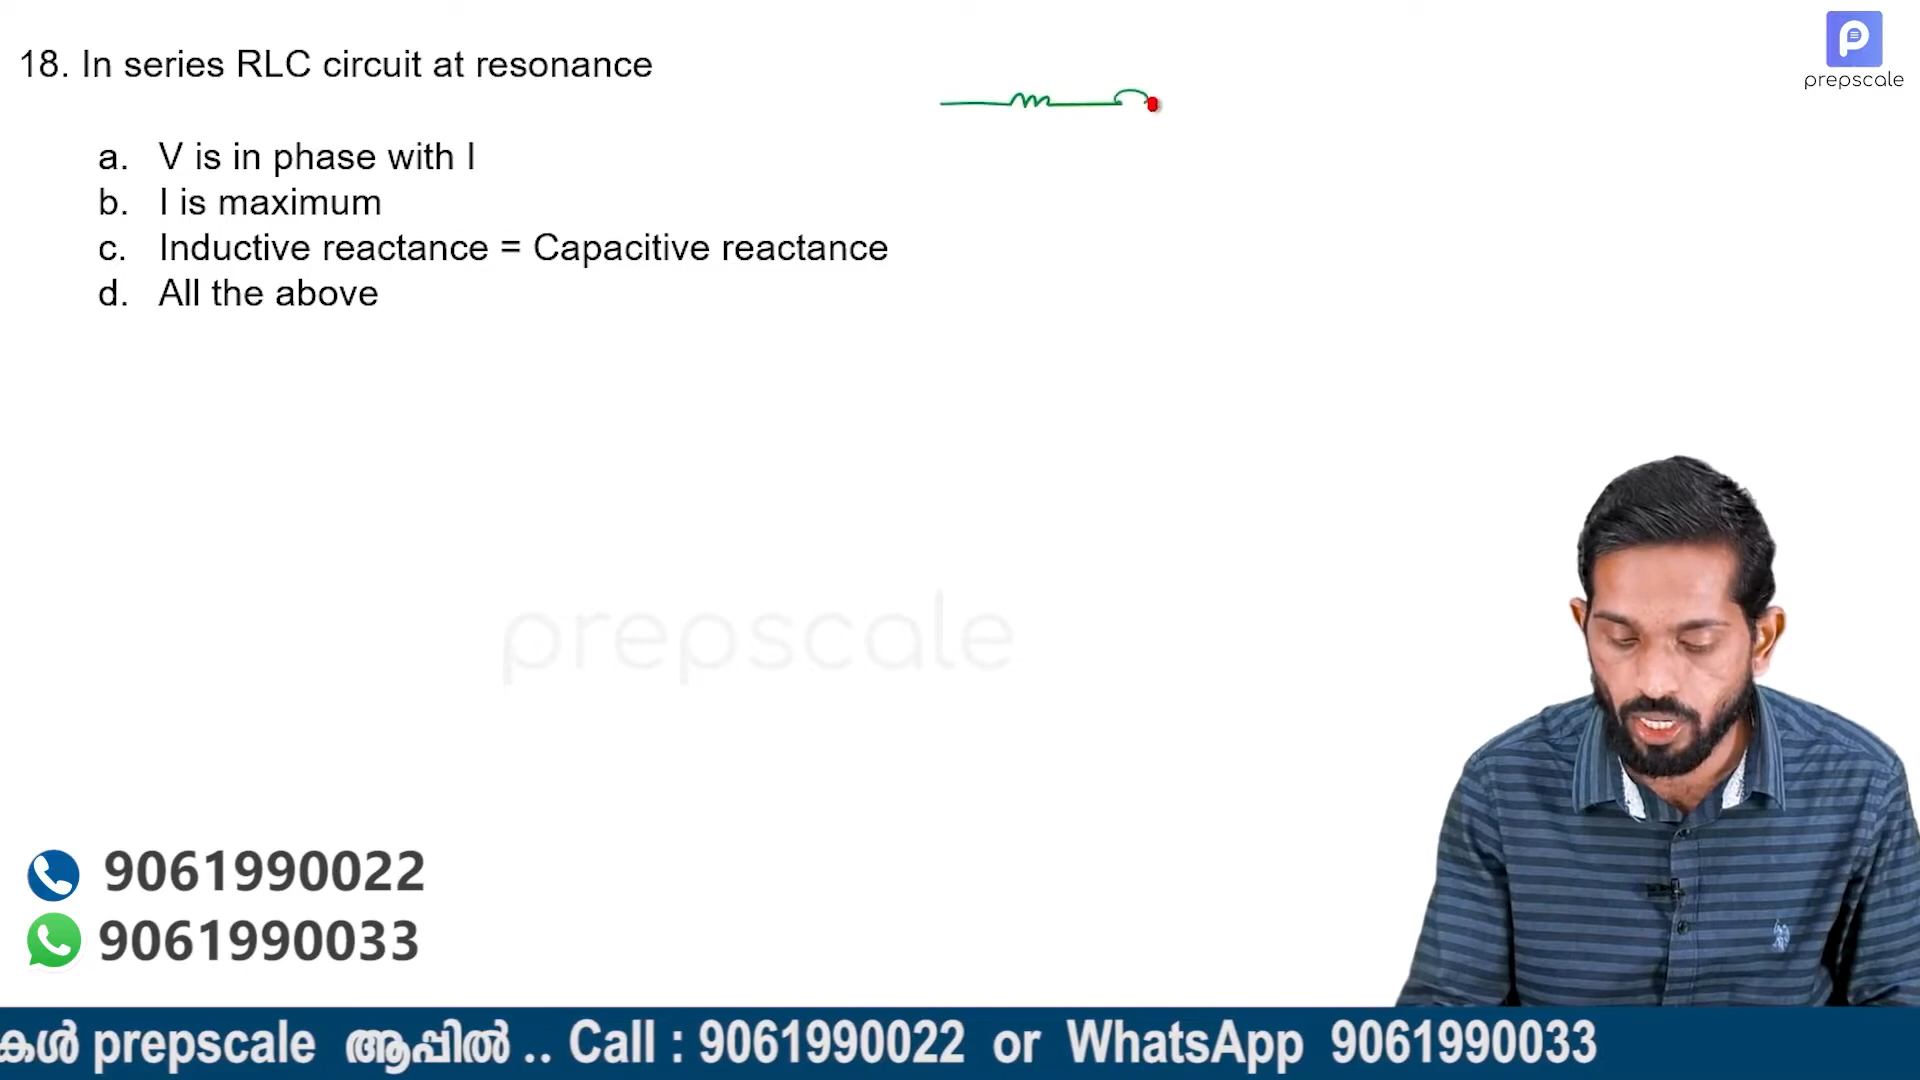 18. In series RLC circuit at resonance
a. V is in phase with I
b. I is maximum
c. Inductive reactance = Capacitive reactance
d. All the above
prepscale
prepscale
9061990022
9061990033
കൾ prepscale ആപ്പിൽ .. Call : 9061990022 or WhatsApp 9061990033